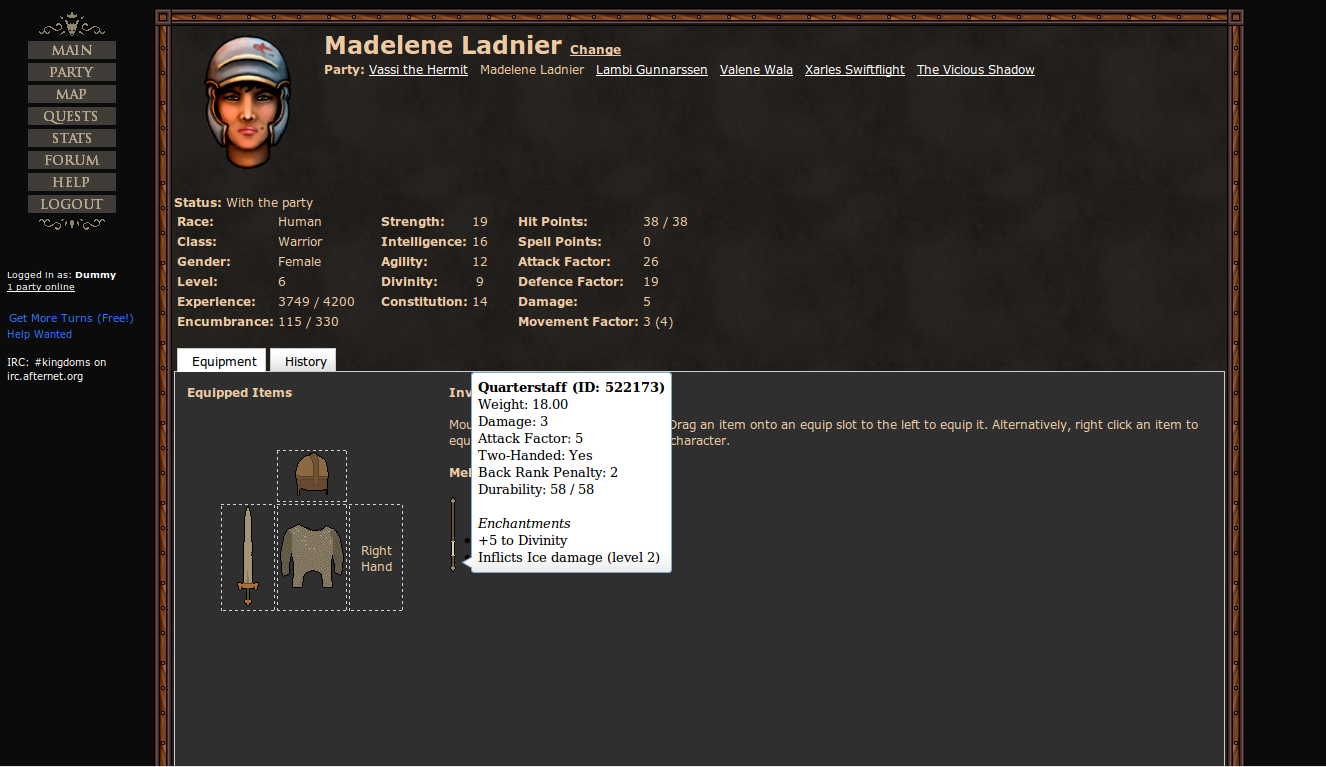 MAIN
PARTY
MAP
QUESTS
STATS
FORUM
HELP
LOGOUT
Logged in as: Dummy
1 party online
Get More Turns (Free!)
Help Wanted
IRC: #kingdoms on
irc.afternet.org
Madelene Ladnier Change
Party: Vassi the Hermit Madelene Ladnier Lambi Gunnarssen Valene Wala Xarles Swiftflight The Vicious Shadow
Status: With the party
Race: Human Strength: 19 Hit Points: 38 / 38
Class: Warrior Intelligence: 16 Spell Points: 0
Gender: Female Agility: 12 Attack Factor: 26
Level: 6 Divinity: 9 Defence Factor: 19
Experience: 3749 / 4200 Constitution: 14 Damage: 5
Encumbrance: 115 / 330 Movement Factor: 3 (4)
Equipment History
Equipped Items
Right
Hand
Quarterstaff (ID: 522173)
Weight: 18.00
Damage: 3
Attack Factor: 5
Two-Handed: Yes
Back Rank Penalty: 2
Durability: 58 / 58
Enchantments
+5 to Divinity
Inflicts Ice damage (level 2)
Drag an item onto an equip slot to the left to equip it. Alternatively, right click an item to
character.